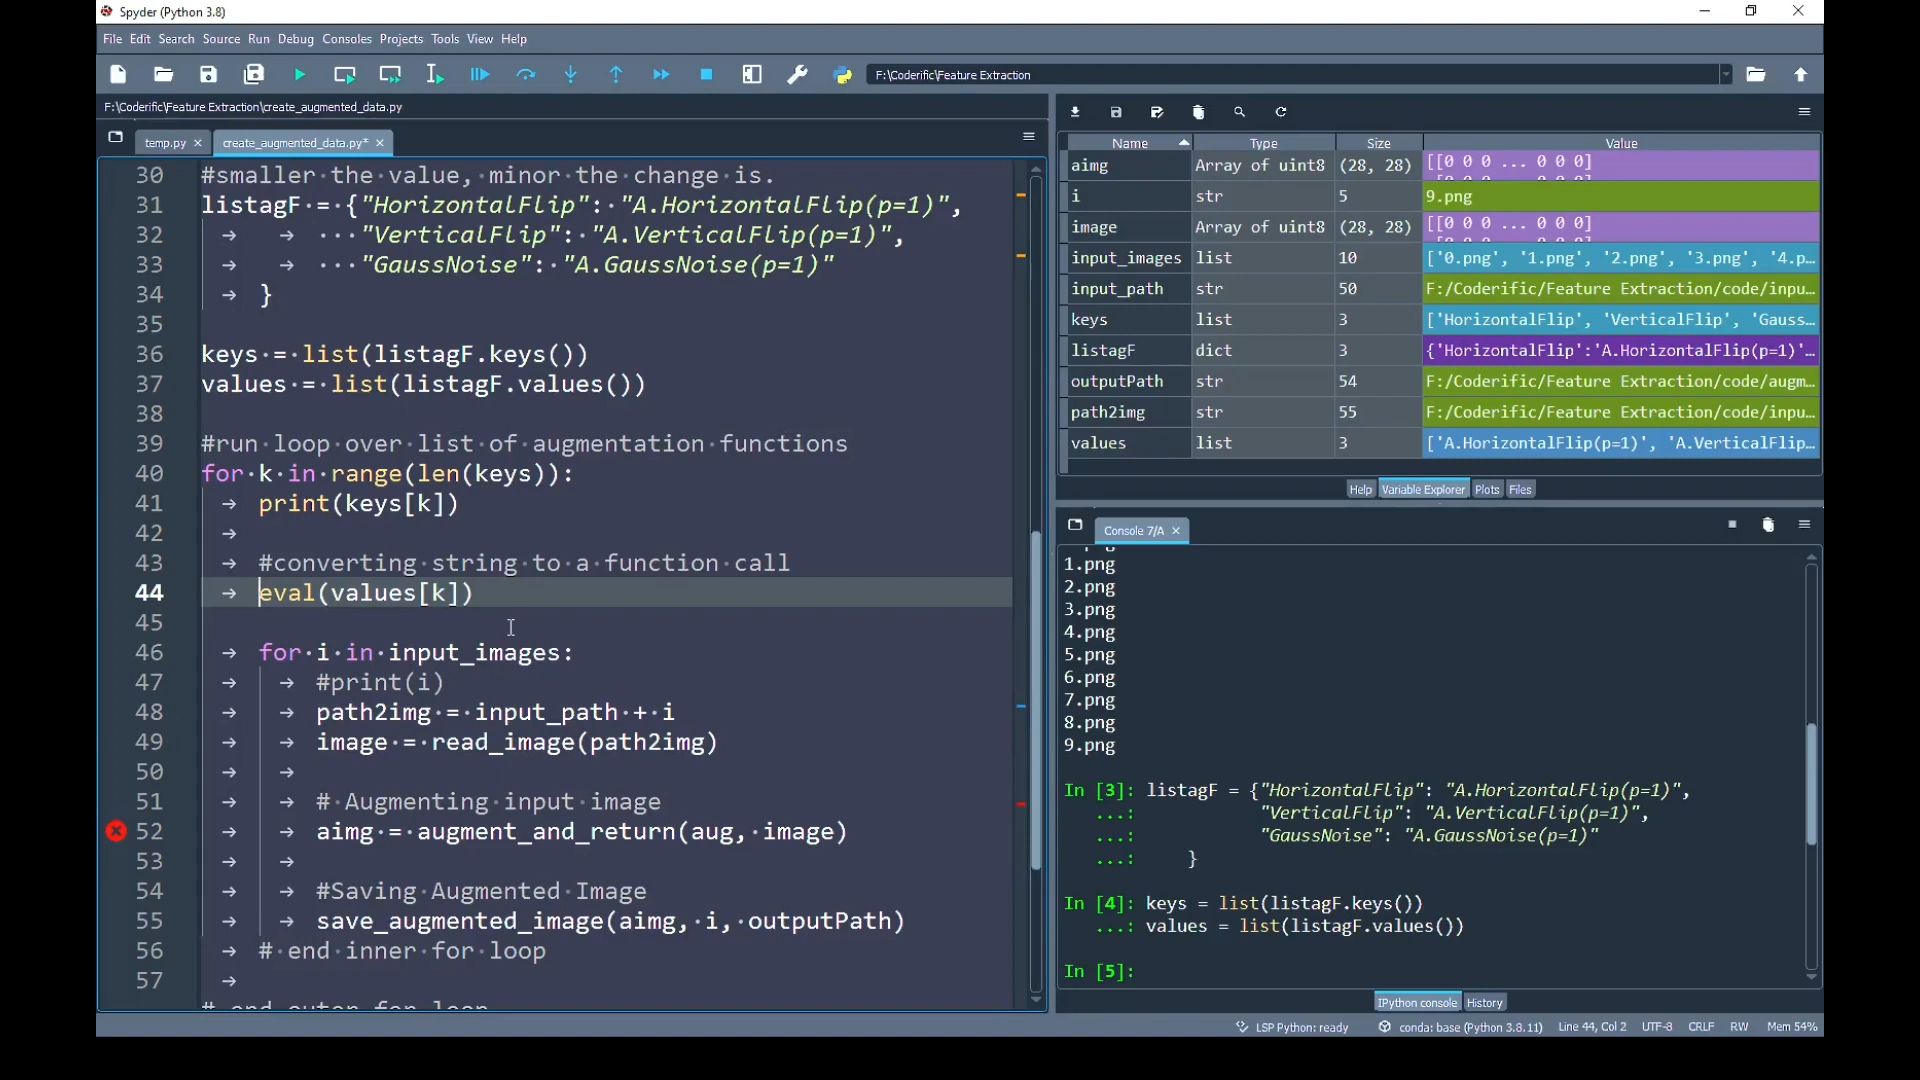 Spyder (Python 3.8)
File Edit Search Source Run Debug Consoles Projects Tools View Help
F:\Coderific\Feature Extraction
F:\Coderific\Feature Extraction\create_augmented_data.py
temp.py
create_augmented_data.py*
30 #smaller the value, minor the change is.
31 listagF = {"HorizontalFlip": "A.HorizontalFlip(p=1)",
32 "VerticalFlip": "A.VerticalFlip(p=1)",
33 "GaussNoise": "A.GaussNoise(p=1)"
34 }
35
36 keys = list(listagF.keys())
37 values = list(listagF.values())
38
39 #run loop over list of augmentation functions
40 for k in range(len(keys)):
41 print(keys[k])
42
43 #converting string to a function call
44 eval(values[k])
45
46 for i in input_images:
47 #print(i)
48 path2img = input_path + i
49 image = read_image(path2img)
50
51 # Augmenting input image
52 aimg = augment_and_return(aug, image)
53
54 #Saving Augmented Image
55 save_augmented_image(aimg, i, outputPath)
56 # end inner for loop
57
Name Type Size Value
aimg Array of uint8 (28, 28) [[0 0 0 ... 0 0 0]
i str 5 9.png
image Array of uint8 (28, 28) [[0 0 0 ... 0 0 0]
input_images list 10 ['0.png', '1.png', '2.png', '3.png', '4.p...
input_path str 50 F:/Coderific/Feature Extraction/code/inpu...
keys list 3 ['HorizontalFlip', 'VerticalFlip', 'Gauss...
listagF dict 3 {'HorizontalFlip':'A.HorizontalFlip(p=1)'...
outputPath str 54 F:/Coderific/Feature Extraction/code/augm...
path2img str 55 F:/Coderific/Feature Extraction/code/inpu...
values list 3 ['A.HorizontalFlip(p=1)', 'A.VerticalFlip...
Help Variable Explorer Plots Files
Console 7/A
1.png
2.png
3.png
4.png
5.png
6.png
7.png
8.png
9.png
In [3]: listagF = {"HorizontalFlip": "A.HorizontalFlip(p=1)",
...: "VerticalFlip": "A.VerticalFlip(p=1)",
...: "GaussNoise": "A.GaussNoise(p=1)"
...: }
In [4]: keys = list(listagF.keys())
...: values = list(listagF.values())
In [5]:
IPython console History
LSP Python: ready conda: base (Python 3.8.11) Line 44, Col 2 UTF-8 CRLF RW Mem 54%